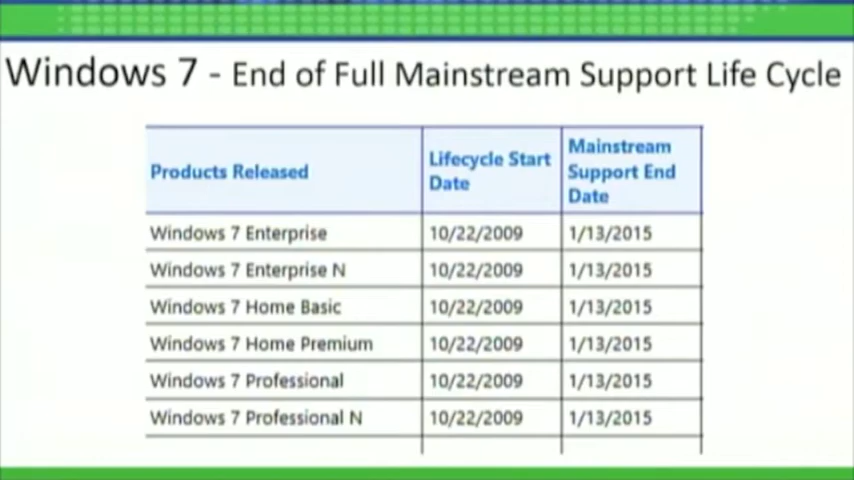 Windows 7 - End of Full Mainstream Support Life Cycle
Products Released
Lifecycle Start
Date
Mainstream
Support End
Date
Windows 7 Enterprise 10/22/2009 1/13/2015
Windows 7 Enterprise N 10/22/2009 1/13/2015
Windows 7 Home Basic 10/22/2009 1/13/2015
Windows 7 Home Premium 10/22/2009 1/13/2015
Windows 7 Professional 10/22/2009 1/13/2015
Windows 7 Professional N 10/22/2009 1/13/2015